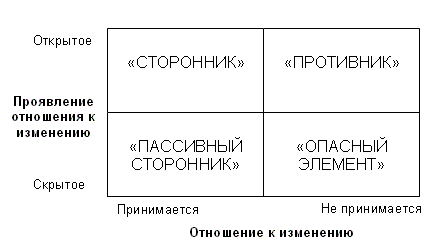 Открытое
«СТОРОННИК»
«ПРОТИВНИК»
Проявление
отношения к
изменению
«ПАССИВНЫЙ
СТОРОННИК»
«ОПАСНЫЙ
ЭЛЕМЕНТ»
Скрытое
Принимается
Не принимается
Отношение к изменению